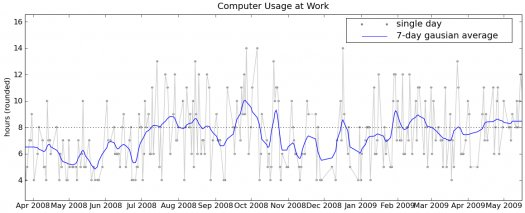 Computer Usage at Work
single day
7-day gausian average
hours (rounded)
16
14
12
10
8
6
4
Apr 2008 May 2008 Jun 2008 Jul 2008 Aug 2008 Sep 2008 Oct 2008 Nov 2008 Dec 2008 Jan 2009 Feb 2009 Mar 2009 Apr 2009 May 2009